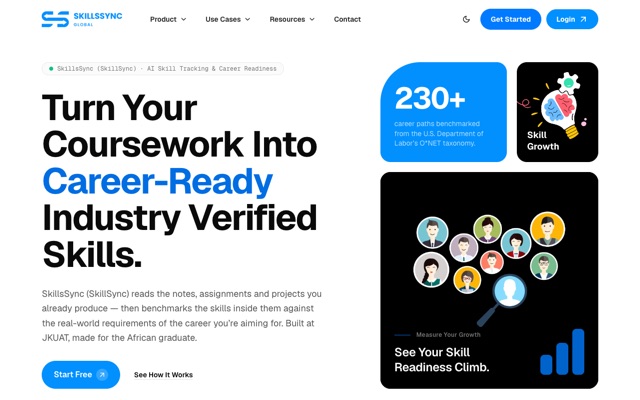 SKILLSSYNC
GLOBAL
Product
Use Cases
Resources
Contact
Get Started
Login
SkillsSync (SkillSync) · AI Skill Tracking & Career Readiness
Turn Your
Coursework Into
Career-Ready
Industry Verified
Skills.
SkillsSync (SkillSync) reads the notes, assignments and projects you
already produce — then benchmarks the skills inside them against
the real-world requirements of the career you're aiming for. Built at
JKUAT, made for the African graduate.
Start Free
See How It Works
230+
career paths benchmarked
from the U.S. Department of
Labor's O*NET taxonomy.
Skill
Growth
Measure Your Growth
See Your Skill
Readiness Climb.